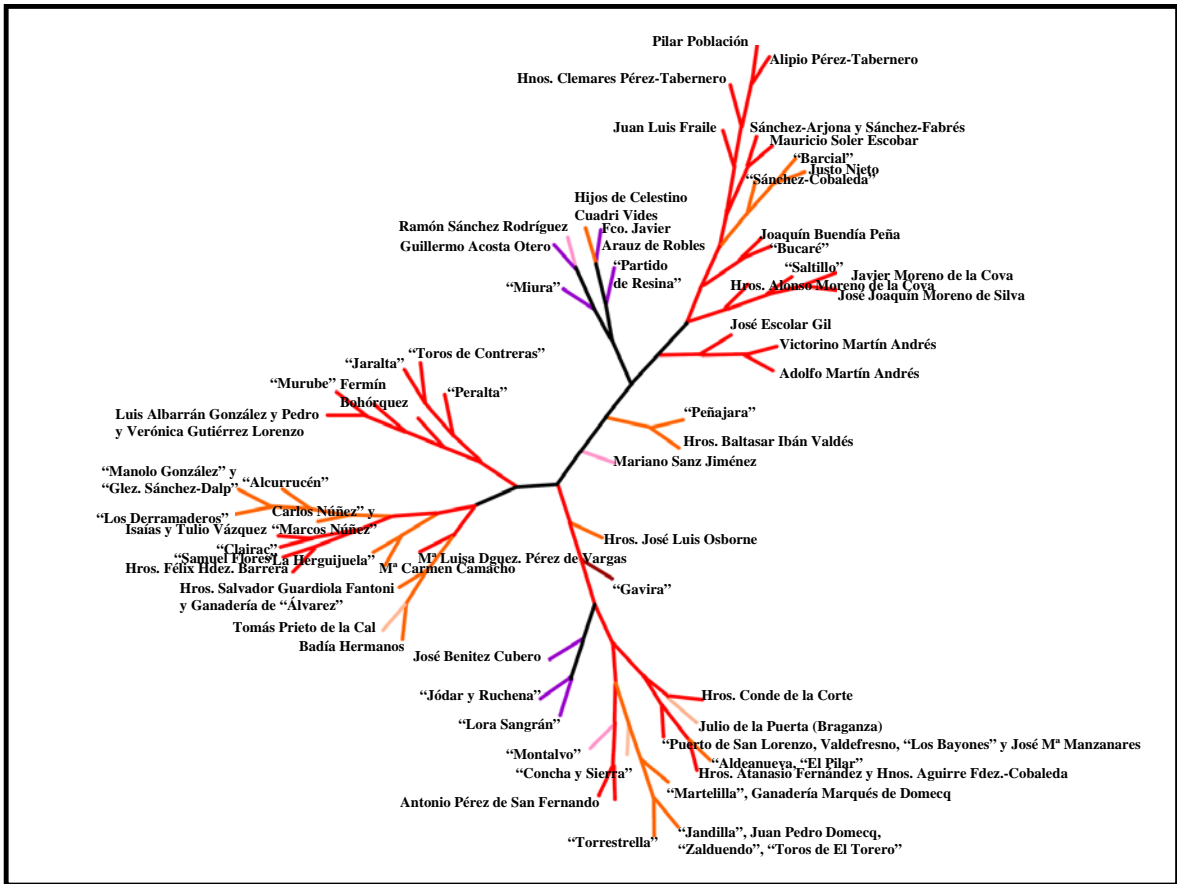 Pilar Población
Alipio Pérez-Tabernero
Hnos. Clemares Pérez-Tabernero
Juan Luis Fraile
Sánchez-Arjona y Sánchez-Fabrés
Mauricio Soler Escobar
“Barcial”
Justo Nieto
“Sánchez-Cobaleda”
Hijos de Celestino
Cuadri Vides
Ramón Sánchez Rodríguez
Fco. Javier
Arauz de Robles
Guillermo Acosta Otero
Joaquín Buendía Peña
“Bucaré”
“Partido
de Resina”
“Saltillo”
Javier Moreno de la Cova
“Miura”
Hros. Alonso Moreno de la Cova
José Joaquín Moreno de Silva
José Escolar Gil
Victorino Martín Andrés
Adolfo Martín Andrés
“Toros de Contreras”
“Jaralta”
“Murube”
Fermín
Bohórquez
“Peralta”
Luis Albarrán González y Pedro
y Verónica Gutiérrez Lorenzo
“Peñajara”
Hros. Baltasar Ibán Valdés
Mariano Sanz Jiménez
“Manolo González” y
“Glez. Sánchez-Dalp”
“Alcurrucén”
“Los Derramaderos”
Carlos Núñez” y
“Marcos Núñez”
Isaías y Tulio Vázquez
“Clairac”
“Samuel Flores”
“La Herguijuela”
Hros. Félix Hdez. Barrera
Mª Luisa Dguez. Pérez de Vargas
Mª Carmen Camacho
Hros. José Luis Osborne
“Gavira”
Hros. Salvador Guardiola Fantoni
y Ganadería de “Álvarez”
Tomás Prieto de la Cal
Badía Hermanos
José Benitez Cubero
“Jódar y Ruchena”
“Lora Sangrán”
“Montalvo”
“Concha y Sierra”
Antonio Pérez de San Fernando
Hros. Conde de la Corte
Julio de la Puerta (Braganza)
“Puerto de San Lorenzo, Valdefresno, “Los Bayones” y José Mª Manzanares
“Aldeanueva, “El Pilar”
Hros. Atanasio Fernández y Hnos. Aguirre Fdez.-Cobaleda
“Martelilla”, Ganadería Marqués de Domecq
“Torrestrella”
“Jandilla”, Juan Pedro Domecq,
“Zalduendo”, “Toros de El Torero”